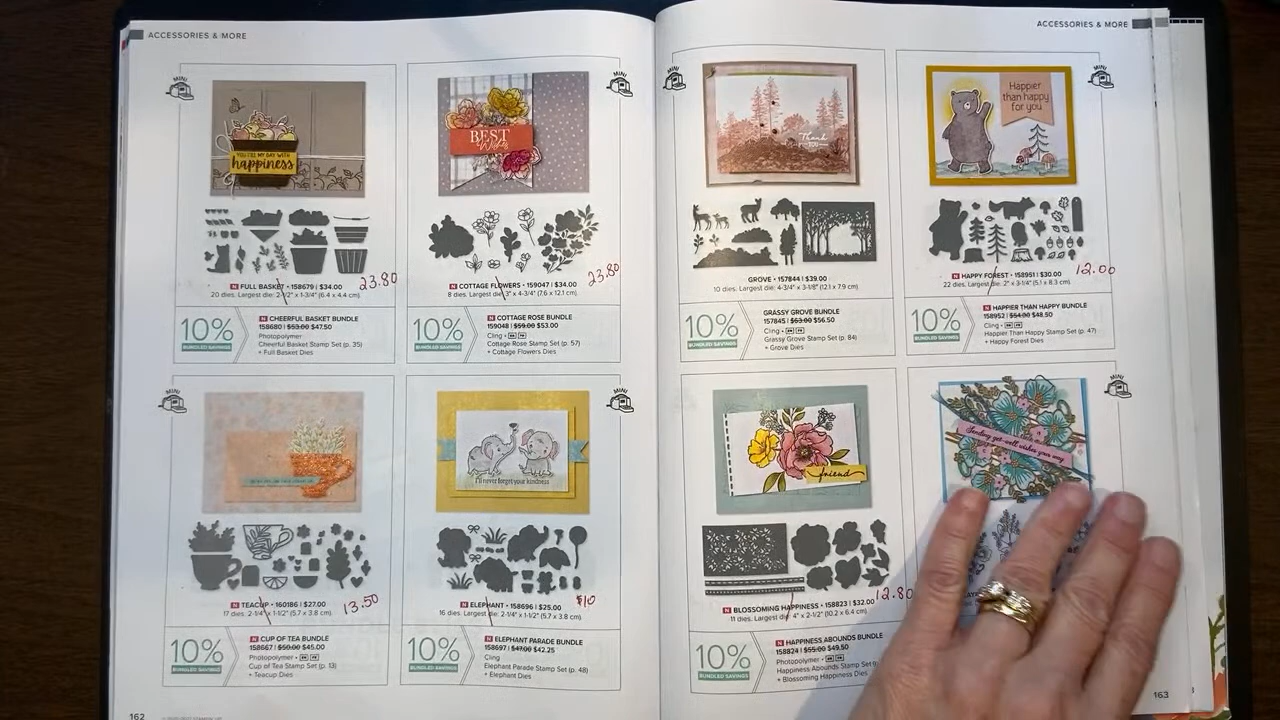 ACCESSORIES & MORE
MINI
YOU FILL MY DAY WITH
happiness
23.80
N FULL BASKET • 158679 | $34.00
20 dies. Largest die: 2-1/2" x 1-3/4" (6.4 x 4.4 cm)
10%
BUNDLED SAVINGS
N CHEERFUL BASKET BUNDLE
158680 | $53.00 $47.50
Photopolymer
Cheerful Basket Stamp Set (p. 35)
+ Full Basket Dies
MINI
BEST
Wishes
23.80
N COTTAGE FLOWERS • 159047 | $34.00
8 dies. Largest die: 3" x 4-3/4" (7.6 x 12.1 cm)
10%
BUNDLED SAVINGS
N COTTAGE ROSE BUNDLE
159048 | $59.00 $53.00
Cling •
Cottage Rose Stamp Set (p. 57)
+ Cottage Flowers Dies
MINI
N TEACUP • 160186 | $27.00
17 dies. 2-1/4" x 1-1/2" (5.7 x 3.8 cm)
13.50
10%
BUNDLED SAVINGS
N CUP OF TEA BUNDLE
158667 | $50.00 $45.00
Photopolymer •
Cup of Tea Stamp Set (p. 13)
+ Teacup Dies
MINI
I'll never forget your kindness
N ELEPHANT • 158696 | $25.00
16 dies. Largest die: 2-1/4" x 1-1/2" (5.7 x 3.8 cm)
$10
10%
BUNDLED SAVINGS
N ELEPHANT PARADE BUNDLE
158697 | $47.00 $42.25
Cling
Elephant Parade Stamp Set (p. 48)
+ Elephant Dies
162
ACCESSORIES & MORE
MINI
Thank
GROVE • 157844 | $39.00
10 dies. Largest die: 4-3/4" x 3-1/8" (12.1 x 7.9 cm)
10%
BUNDLED SAVINGS
GRASSY GROVE BUNDLE
157845 | $63.00 $56.50
Cling •
Grassy Grove Stamp Set (p. 84)
+ Grove Dies
MINI
Happier
than happy
for you
N HAPPY FOREST • 158951 | $30.00
22 dies. Largest die: 2" x 3-1/4" (5.1 x 8.3 cm)
12.00
10%
BUNDLED SAVINGS
N HAPPIER THAN HAPPY BUNDLE
158952 | $54.00 $48.50
Cling •
Happier Than Happy Stamp Set (p. 47)
+ Happy Forest Dies
friend
N BLOSSOMING HAPPINESS • 158823 | $32.00
11 dies. Largest die: 4" x 2-1/2" (10.2 x 6.4 cm)
12.80
10%
BUNDLED SAVINGS
N HAPPINESS ABOUNDS BUNDLE
158824 | $55.00 $49.50
Photopolymer •
Happiness Abounds Stamp Set
+ Blossoming Happiness Dies
MINI
Sending get-well wishes your way
163